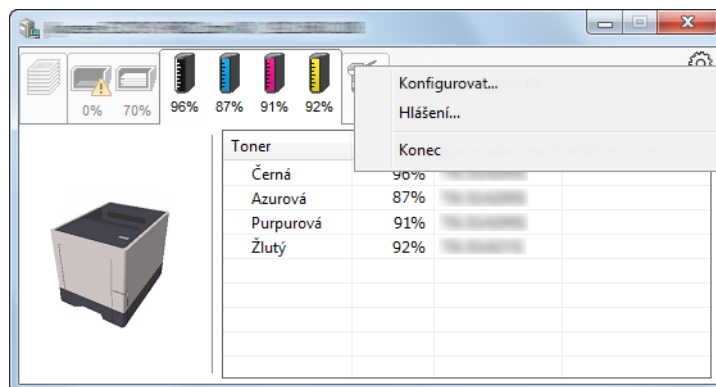 0% 70% 96% 87% 91% 92%
Konfigurovat...
Hlášení...
Konec
Toner
Černá 96%
Azurová 87%
Purpurová 91%
Žlutý 92%